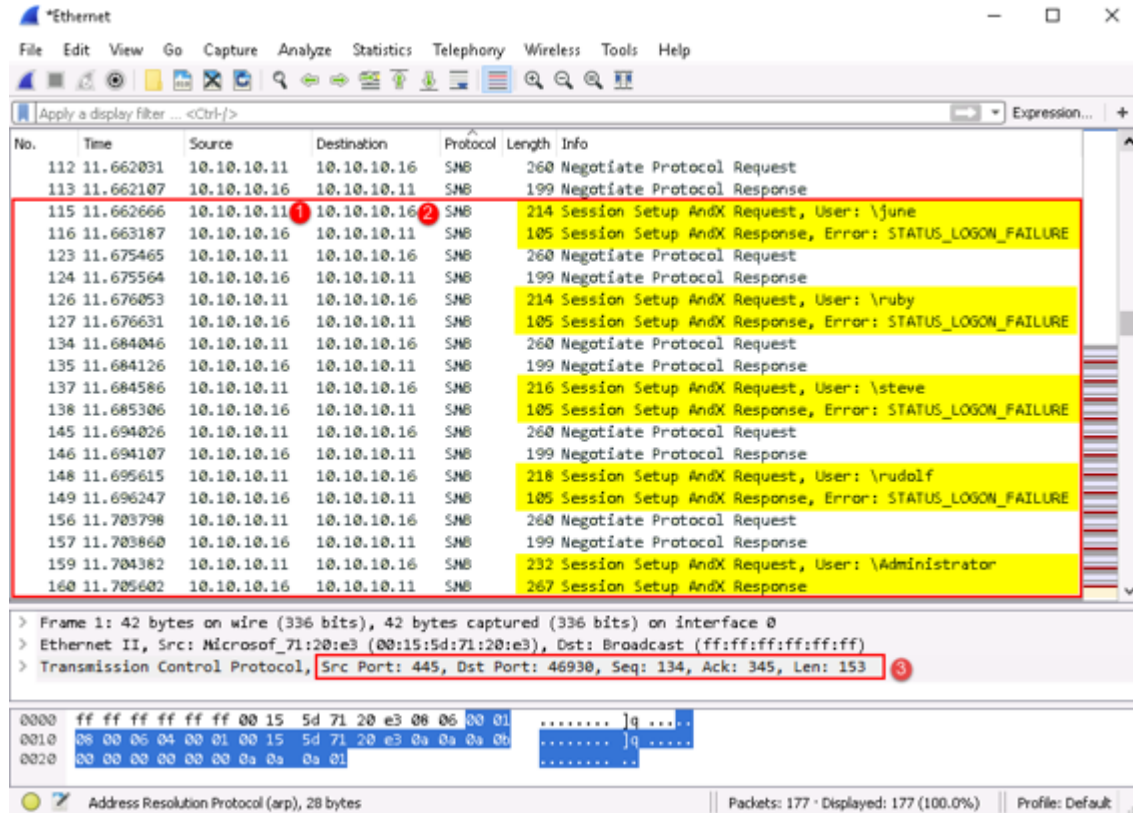 *Ethernet
File Edit View Go Capture Analyze Statistics Telephony Wireless Tools Help
Apply a display filter ... <Ctrl-/> Expression... +
No. Time Source Destination Protocol Length Info
112 11.662031 10.10.10.11 10.10.10.16 SMB 260 Negotiate Protocol Request
113 11.662107 10.10.10.16 10.10.10.11 SMB 199 Negotiate Protocol Response
115 11.662666 10.10.10.11 1 10.10.10.16 2 SMB 214 Session Setup AndX Request, User: \june
116 11.663187 10.10.10.16 10.10.10.11 SMB 105 Session Setup AndX Response, Error: STATUS_LOGON_FAILURE
123 11.675465 10.10.10.11 10.10.10.16 SMB 260 Negotiate Protocol Request
124 11.675564 10.10.10.16 10.10.10.11 SMB 199 Negotiate Protocol Response
126 11.676053 10.10.10.11 10.10.10.16 SMB 214 Session Setup AndX Request, User: \ruby
127 11.676631 10.10.10.16 10.10.10.11 SMB 105 Session Setup AndX Response, Error: STATUS_LOGON_FAILURE
134 11.684046 10.10.10.11 10.10.10.16 SMB 260 Negotiate Protocol Request
135 11.684126 10.10.10.16 10.10.10.11 SMB 199 Negotiate Protocol Response
137 11.684586 10.10.10.11 10.10.10.16 SMB 216 Session Setup AndX Request, User: \steve
138 11.685306 10.10.10.16 10.10.10.11 SMB 105 Session Setup AndX Response, Error: STATUS_LOGON_FAILURE
145 11.694026 10.10.10.11 10.10.10.16 SMB 260 Negotiate Protocol Request
146 11.694107 10.10.10.16 10.10.10.11 SMB 199 Negotiate Protocol Response
148 11.695615 10.10.10.11 10.10.10.16 SMB 218 Session Setup AndX Request, User: \rudolf
149 11.696247 10.10.10.16 10.10.10.11 SMB 105 Session Setup AndX Response, Error: STATUS_LOGON_FAILURE
156 11.703798 10.10.10.11 10.10.10.16 SMB 260 Negotiate Protocol Request
157 11.703860 10.10.10.16 10.10.10.11 SMB 199 Negotiate Protocol Response
159 11.704382 10.10.10.11 10.10.10.16 SMB 232 Session Setup AndX Request, User: \Administrator
160 11.705602 10.10.10.16 10.10.10.11 SMB 267 Session Setup AndX Response
> Frame 1: 42 bytes on wire (336 bits), 42 bytes captured (336 bits) on interface 0
> Ethernet II, Src: Microsof_71:20:e3 (00:15:5d:71:20:e3), Dst: Broadcast (ff:ff:ff:ff:ff:ff)
> Transmission Control Protocol, Src Port: 445, Dst Port: 46930, Seq: 134, Ack: 345, Len: 153 3
0000 ff ff ff ff ff ff 00 15 5d 71 20 e3 08 06 00 01 ........ ]q .....
0010 08 00 06 04 00 01 00 15 5d 71 20 e3 0a 0a 0a 0b ........ ]q .....
0020 00 00 00 00 00 00 0a 0a 0a 01 ........ ..
Address Resolution Protocol (arp), 28 bytes Packets: 177 · Displayed: 177 (100.0%) Profile: Default